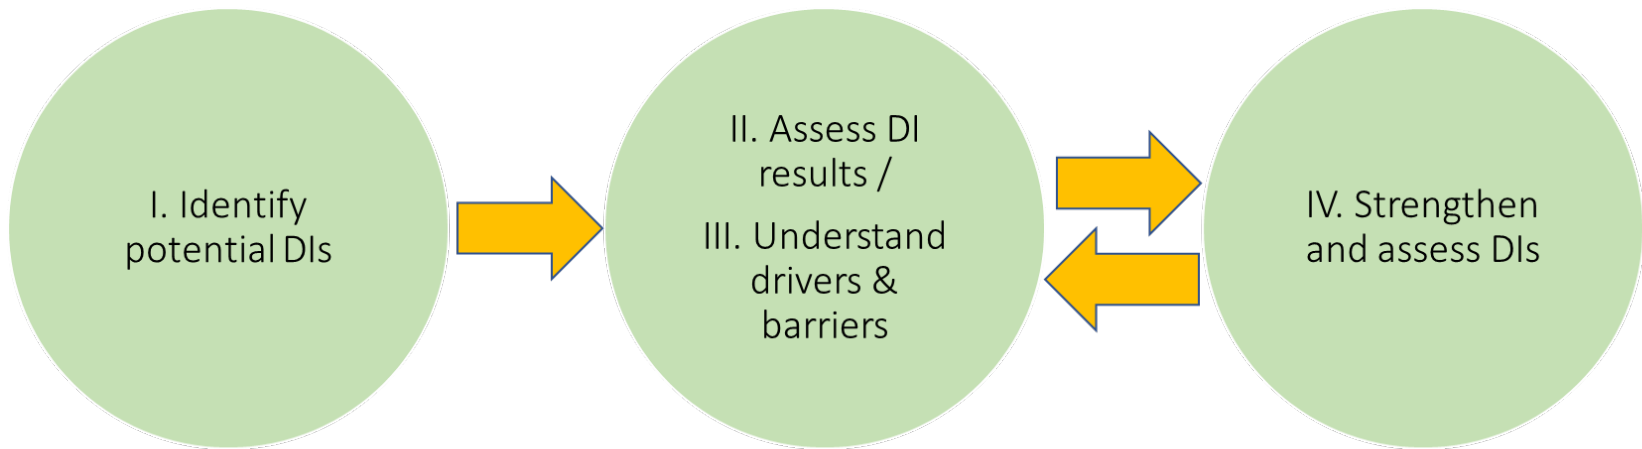 I. Identify
potential DIs
II. Assess DI
results /
III. Understand
drivers &
barriers
IV. Strengthen
and assess DIs